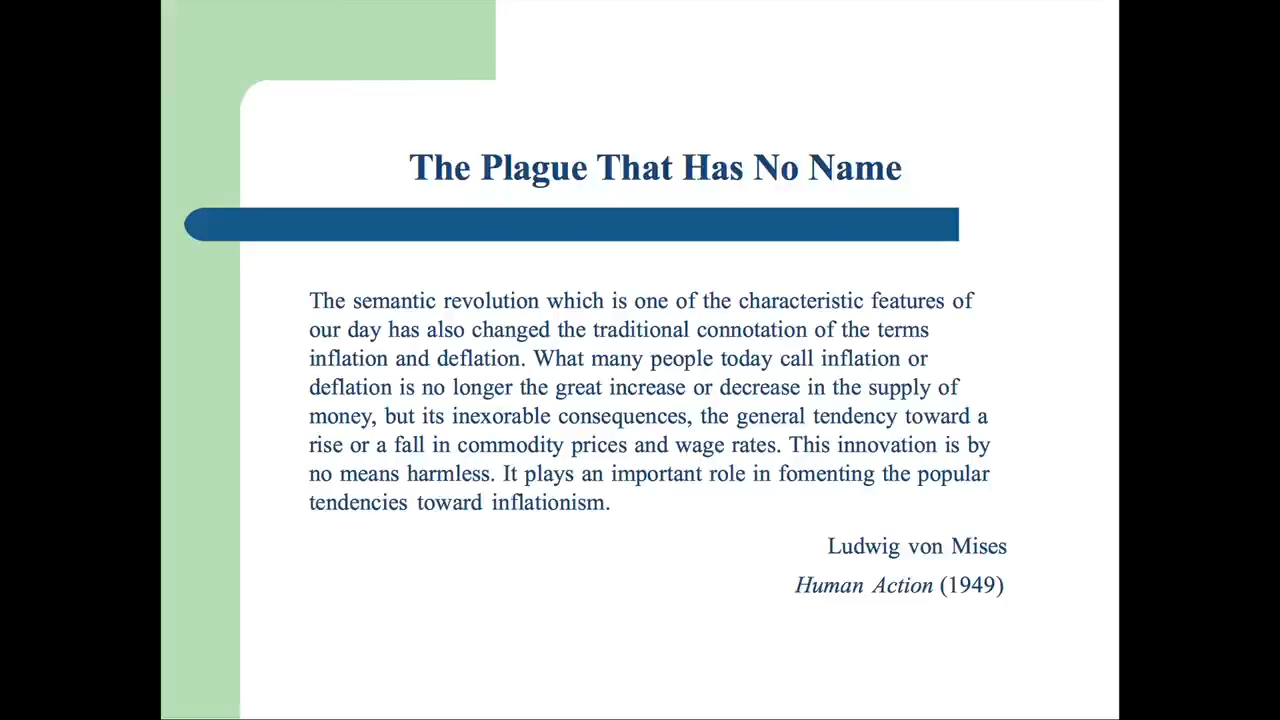 The Plague That Has No Name
The semantic revolution which is one of the characteristic features of
our day has also changed the traditional connotation of the terms
inflation and deflation. What many people today call inflation or
deflation is no longer the great increase or decrease in the supply of
money, but its inexorable consequences, the general tendency toward a
rise or a fall in commodity prices and wage rates. This innovation is by
no means harmless. It plays an important role in fomenting the popular
tendencies toward inflationism.
Ludwig von Mises
Human Action (1949)